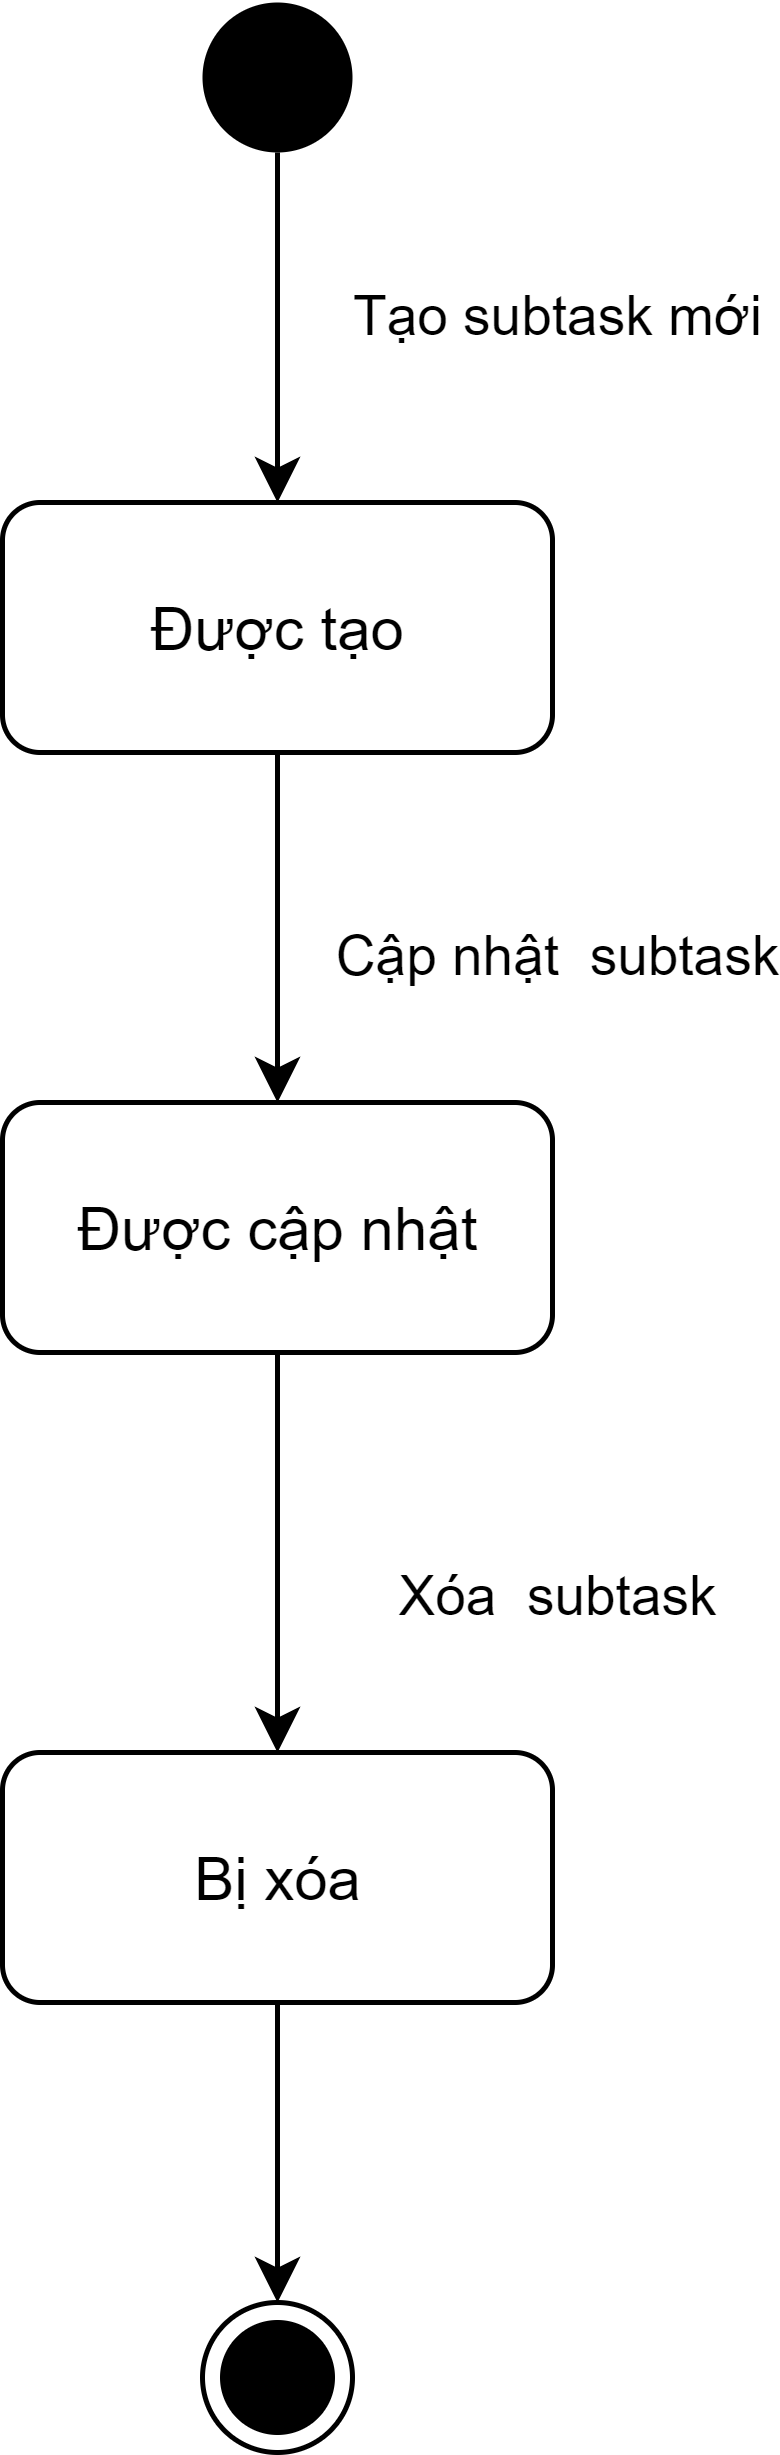 Tạo subtask mới
Được tạo
Cập nhật  subtask
Được cập nhật
Xóa  subtask
Bị xóa